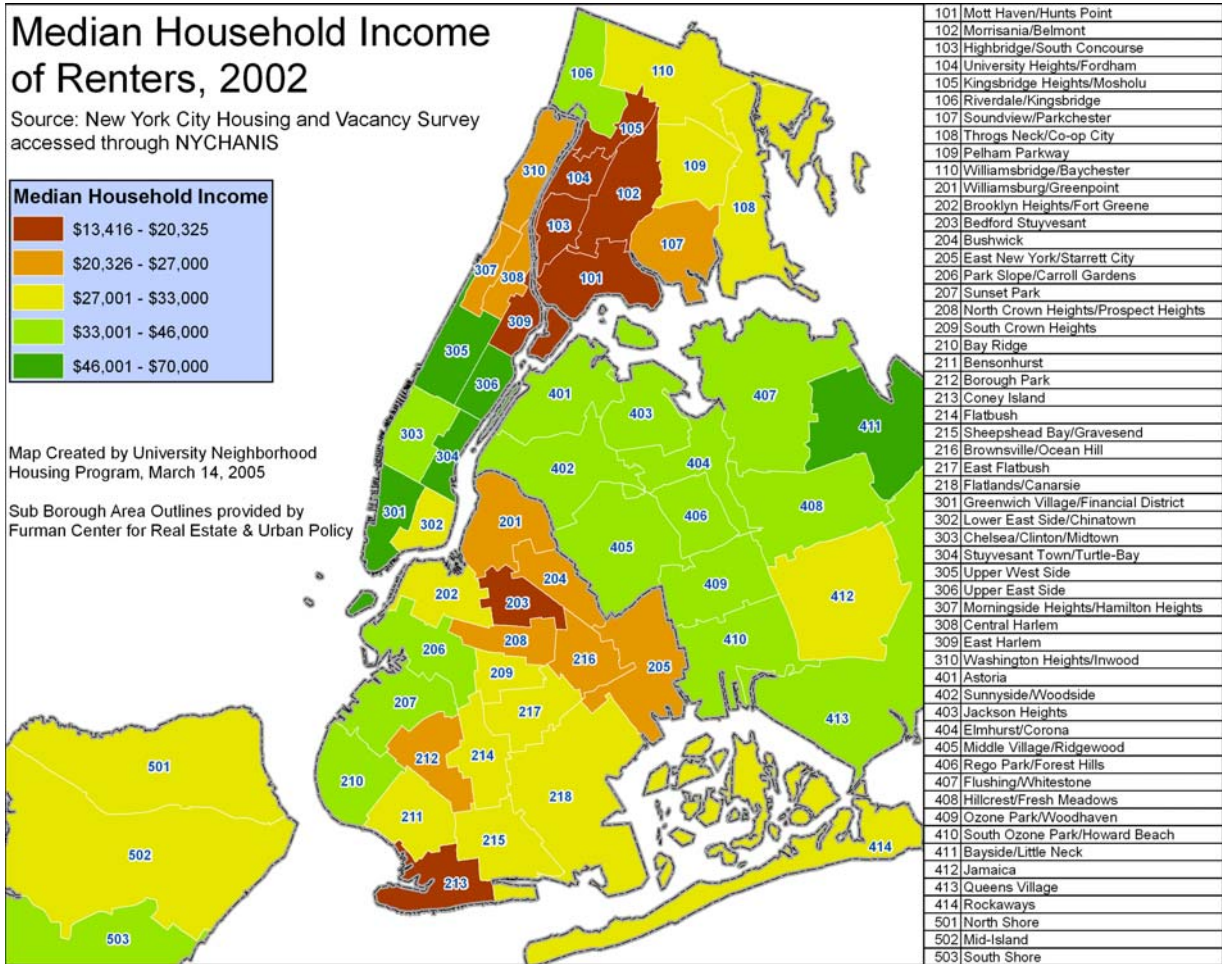 Median Household Income
of Renters, 2002
Source: New York City Housing and Vacancy Survey
accessed through NYCHANIS
Median Household Income
$13,416 - $20,325
$20,326 - $27,000
$27,001 - $33,000
$33,001 - $46,000
$46,001 - $70,000
Map Created by University Neighborhood
Housing Program, March 14, 2005
Sub Borough Area Outlines provided by
Furman Center for Real Estate & Urban Policy
106
110
105
310
104
109
102
108
103
107
307
308
101
309
305
306
401
407
403
411
303
304
402
404
408
301
302
201
406
405
204
409
202
203
412
208
410
206
216
205
209
207
217
413
212
214
210
218
211
215
414
213
501
502
503
101 Mott Haven/Hunts Point
102 Morrisania/Belmont
103 Highbridge/South Concourse
104 University Heights/Fordham
105 Kingsbridge Heights/Mosholu
106 Riverdale/Kingsbridge
107 Soundview/Parkchester
108 Throgs Neck/Co-op City
109 Pelham Parkway
110 Williamsbridge/Baychester
201 Williamsburg/Greenpoint
202 Brooklyn Heights/Fort Greene
203 Bedford Stuyvesant
204 Bushwick
205 East New York/Starrett City
206 Park Slope/Carroll Gardens
207 Sunset Park
208 North Crown Heights/Prospect Heights
209 South Crown Heights
210 Bay Ridge
211 Bensonhurst
212 Borough Park
213 Coney Island
214 Flatbush
215 Sheepshead Bay/Gravesend
216 Brownsville/Ocean Hill
217 East Flatbush
218 Flatlands/Canarsie
301 Greenwich Village/Financial District
302 Lower East Side/Chinatown
303 Chelsea/Clinton/Midtown
304 Stuyvesant Town/Turtle-Bay
305 Upper West Side
306 Upper East Side
307 Morningside Heights/Hamilton Heights
308 Central Harlem
309 East Harlem
310 Washington Heights/Inwood
401 Astoria
402 Sunnyside/Woodside
403 Jackson Heights
404 Elmhurst/Corona
405 Middle Village/Ridgewood
406 Rego Park/Forest Hills
407 Flushing/Whitestone
408 Hillcrest/Fresh Meadows
409 Ozone Park/Woodhaven
410 South Ozone Park/Howard Beach
411 Bayside/Little Neck
412 Jamaica
413 Queens Village
414 Rockaways
501 North Shore
502 Mid-Island
503 South Shore